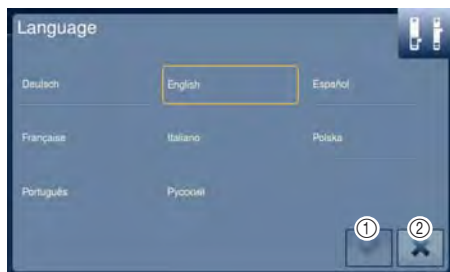 Language
Deutsch English Español
Française Italiano Polska
Português Русский
① ②